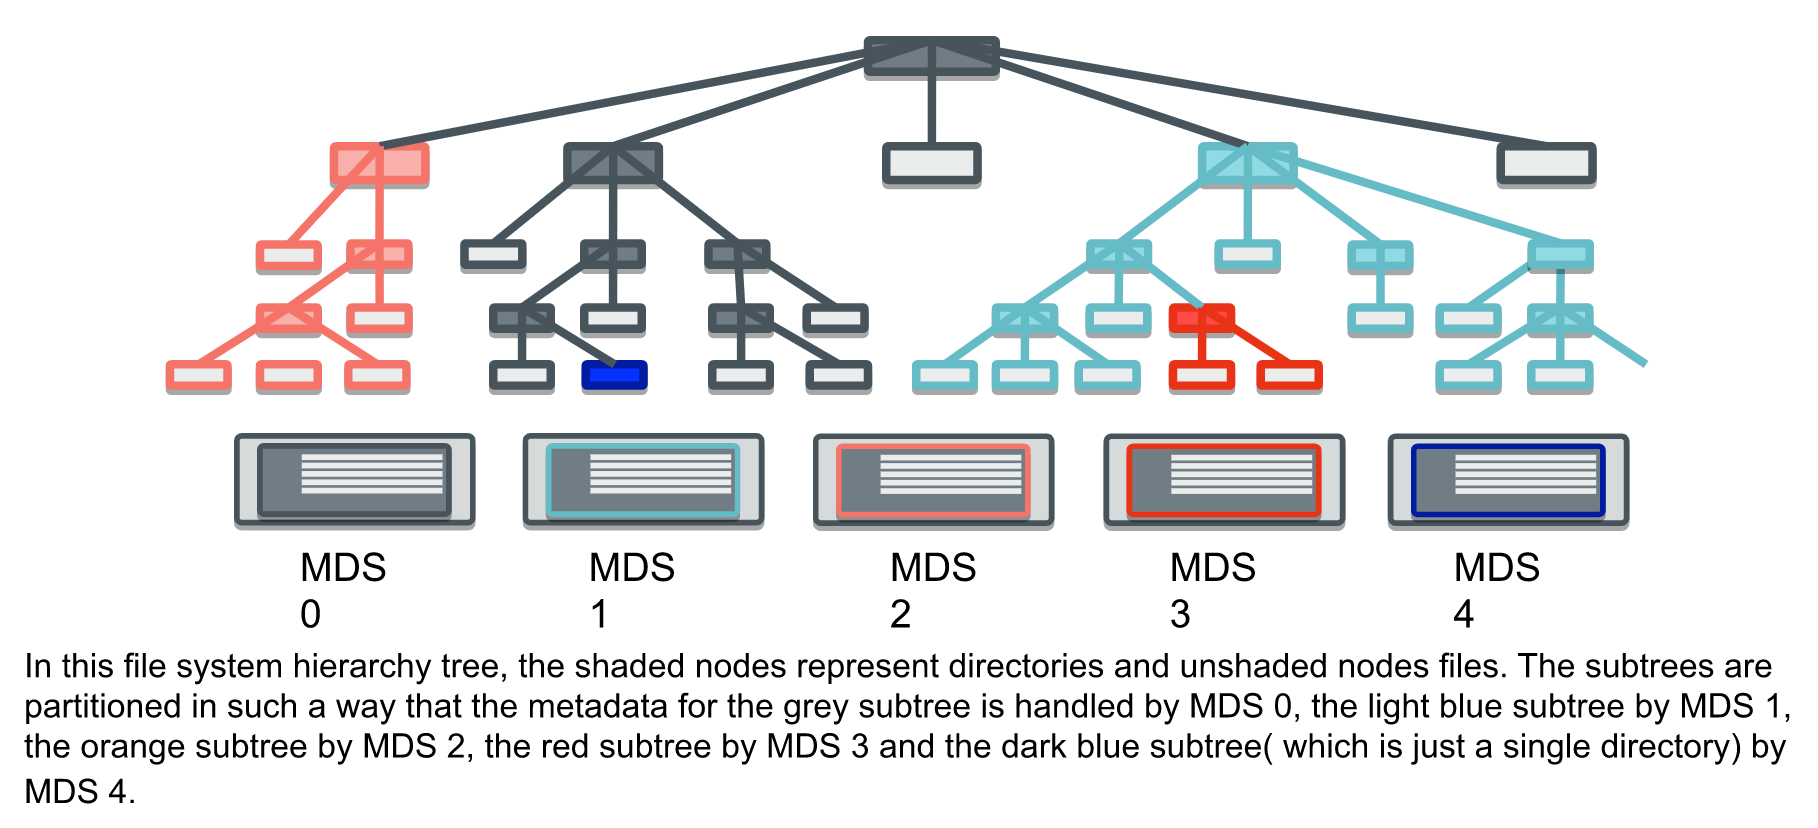 MDS
0
MDS
1
MDS
2
MDS
3
MDS
4
In this file system hierarchy tree, the shaded nodes represent directories and unshaded nodes files. The subtrees are
partitioned in such a way that the metadata for the grey subtree is handled by MDS 0, the light blue subtree by MDS 1,
the orange subtree by MDS 2, the red subtree by MDS 3 and the dark blue subtree( which is just a single directory) by
MDS 4.